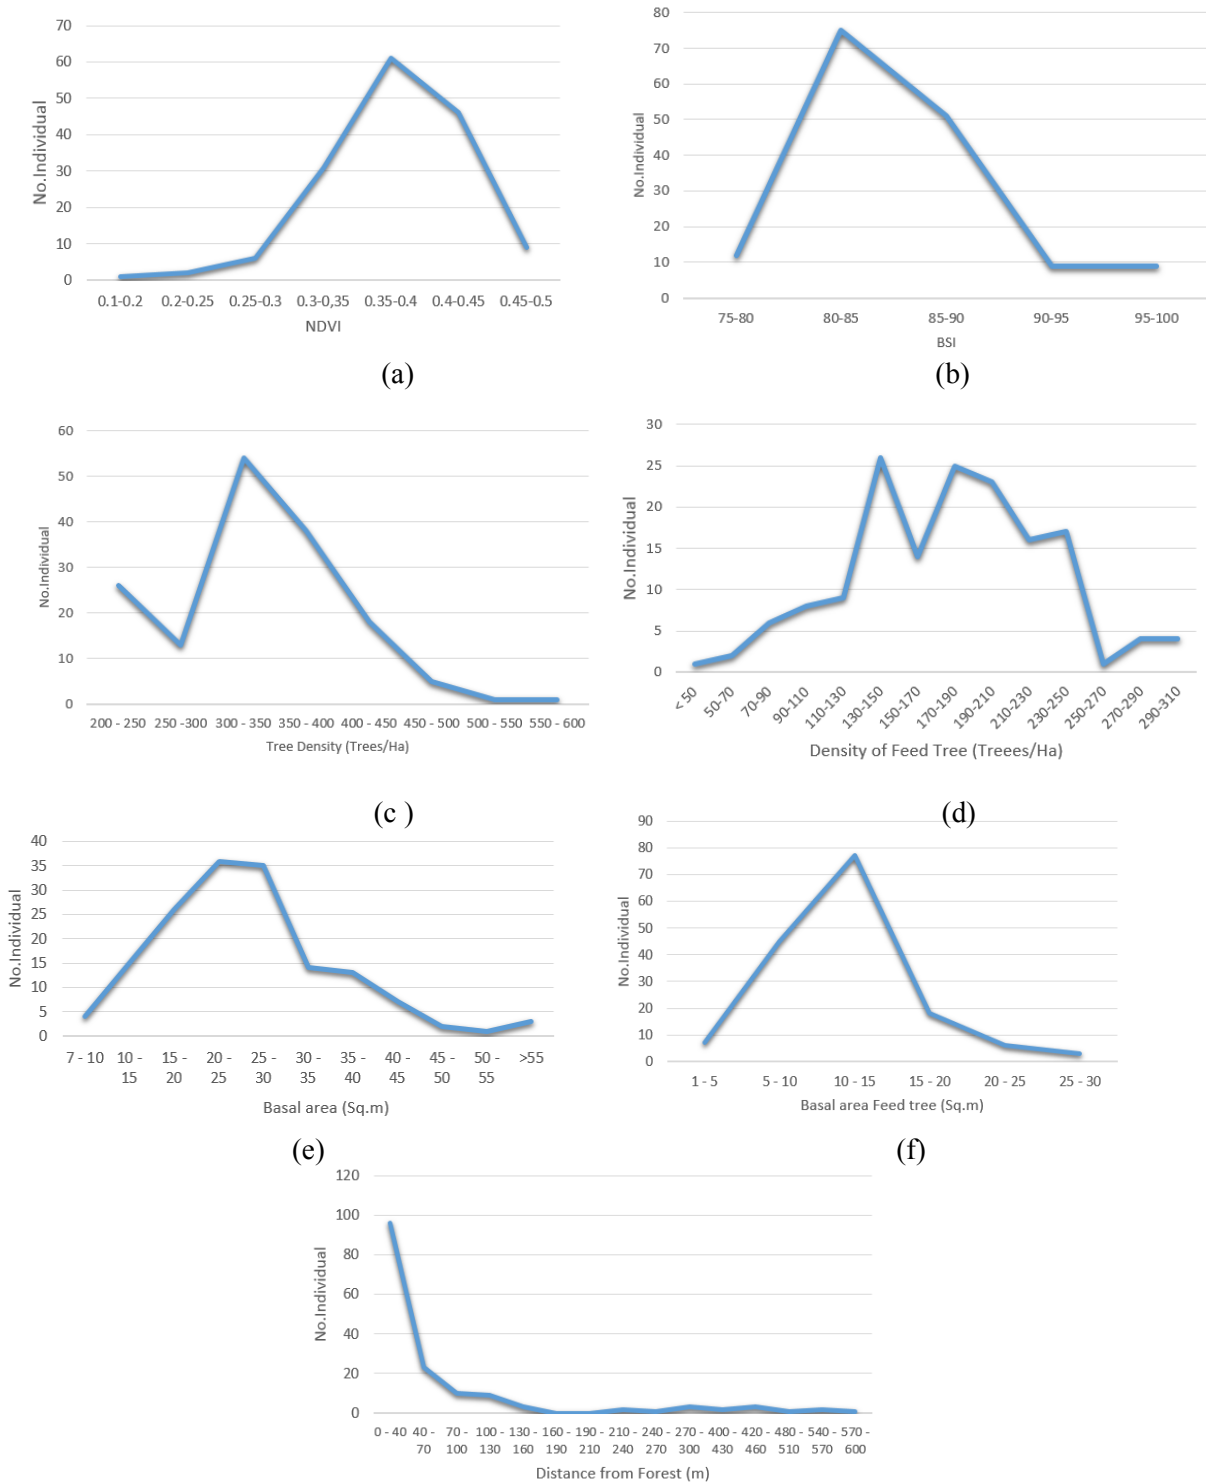 70
60
50
40
30
20
10
0
No.Individual
0.1-0.2 0.2-0.25 0.25-0.3 0.3-0,35 0.35-0.4 0.4-0.45 0.45-0.5
NDVI
(a)
80
70
60
50
40
30
20
10
0
No.Individual
75-80 80-85 85-90 90-95 95-100
BSI
(b)
60
50
40
30
20
10
0
No.Individual
200 - 250 250 -300 300 - 350 350 - 400 400 - 450 450 - 500 500 - 550 550 - 600
Tree Density (Trees/Ha)
(c )
30
25
20
15
10
5
0
No.Individual
< 50 50-70 70-90 90-110 110-130 130-150 150-170 170-190 190-210 210-230 230-250 250-270 270-290 290-310
Density of Feed Tree (Treees/Ha)
(d)
40
35
30
25
20
15
10
5
0
No.Individual
7 - 10 10 - 15 - 20 - 25 - 30 - 35 - 40 - 45 - 50 - >55
15 20 25 30 35 40 45 50 55
Basal area (Sq.m)
(e)
90
80
70
60
50
40
30
20
10
0
No.Individual
1 - 5 5 - 10 10 - 15 15 - 20 20 - 25 25 - 30
Basal area Feed tree (Sq.m)
(f)
120
100
80
60
40
20
0
No.Individual
0 - 40 40 - 70 - 100 - 130 - 160 - 190 - 210 - 240 - 270 - 400 - 420 - 480 - 540 - 570 -
70 100 130 160 190 210 240 270 300 430 460 510 570 600
Distance from Forest (m)